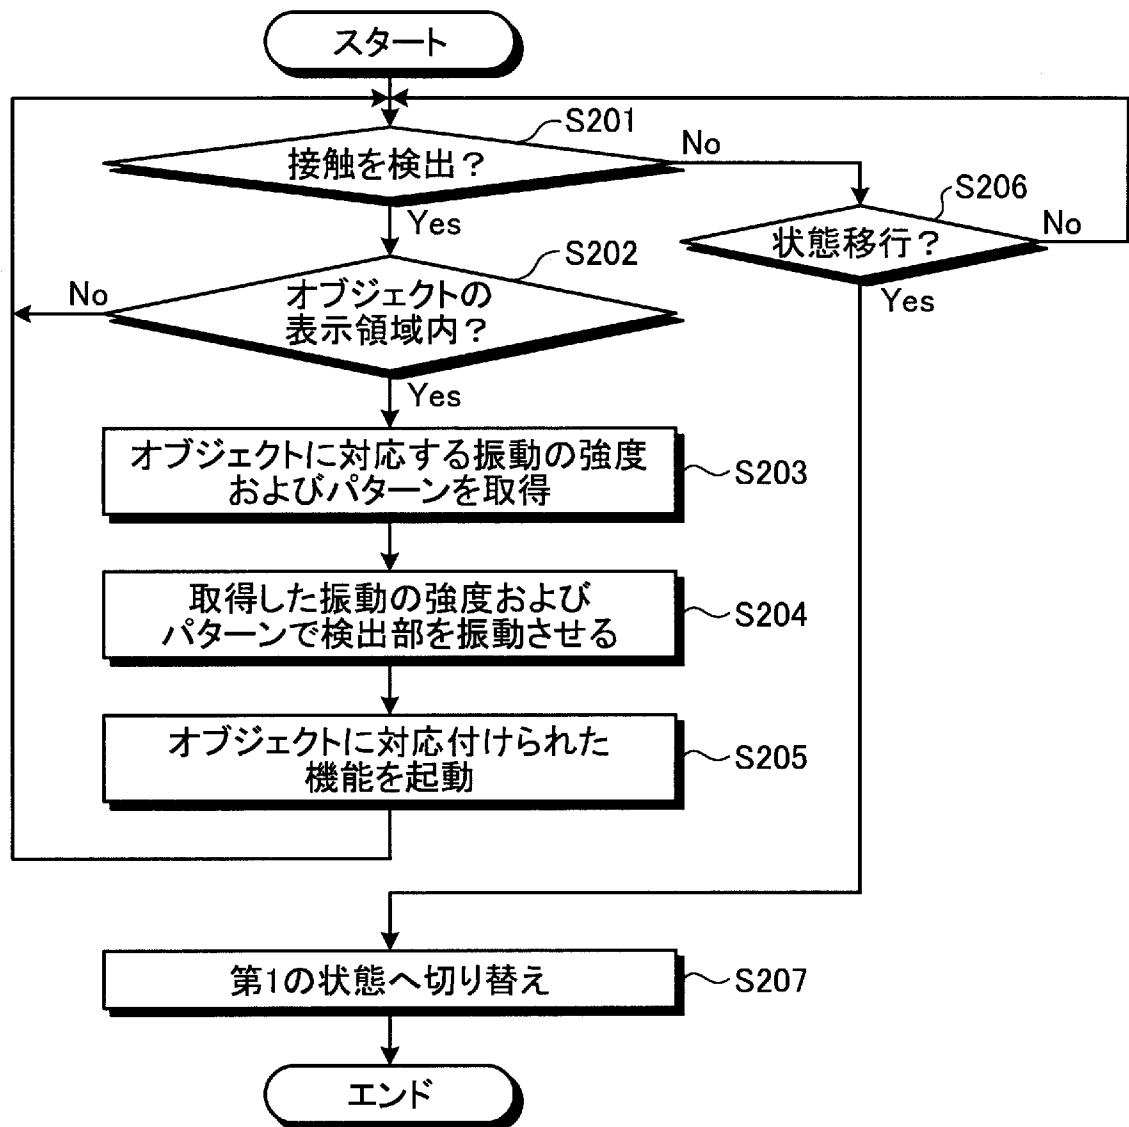 スタート
S201
接触を検出？
No
Yes
S206
状態移行？
No
Yes
S202
オブジェクトの
表示領域内？
No
Yes
オブジェクトに対応する振動の強度
およびパターンを取得
S203
取得した振動の強度および
パターンで検出部を振動させる
S204
オブジェクトに対応付けられた
機能を起動
S205
第1の状態へ切り替え
S207
エンド